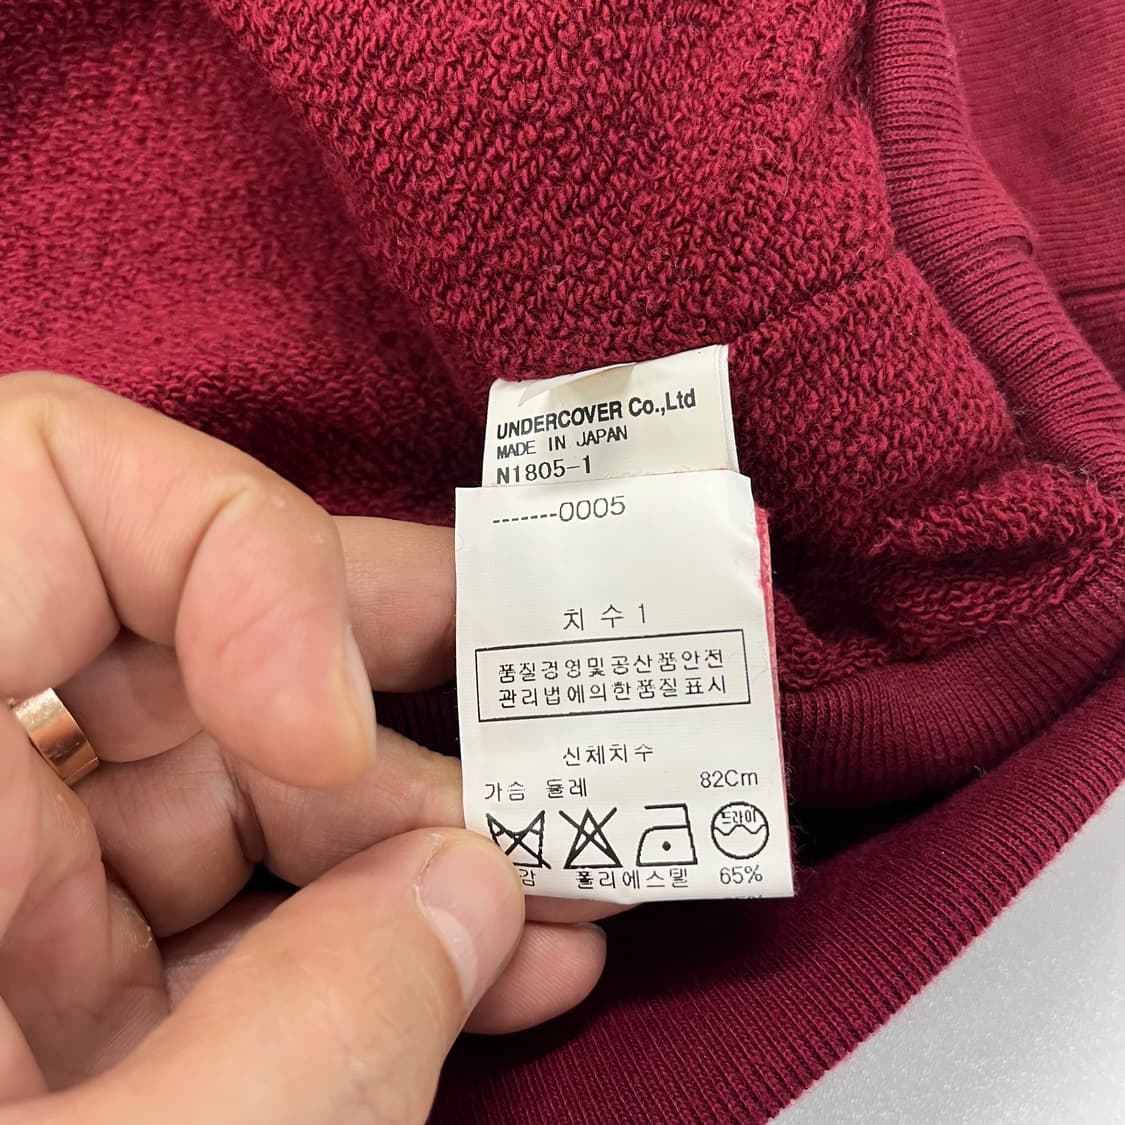 UNDERCOVER Co.,Ltd
MADE IN JAPAN
N1805-1
-------0005
치 수 1
품질경영및공산품안전
관리법에의한품질표시
신체치수
가슴 둘레 82Cm
드라이
감 폴리에스텔 65%